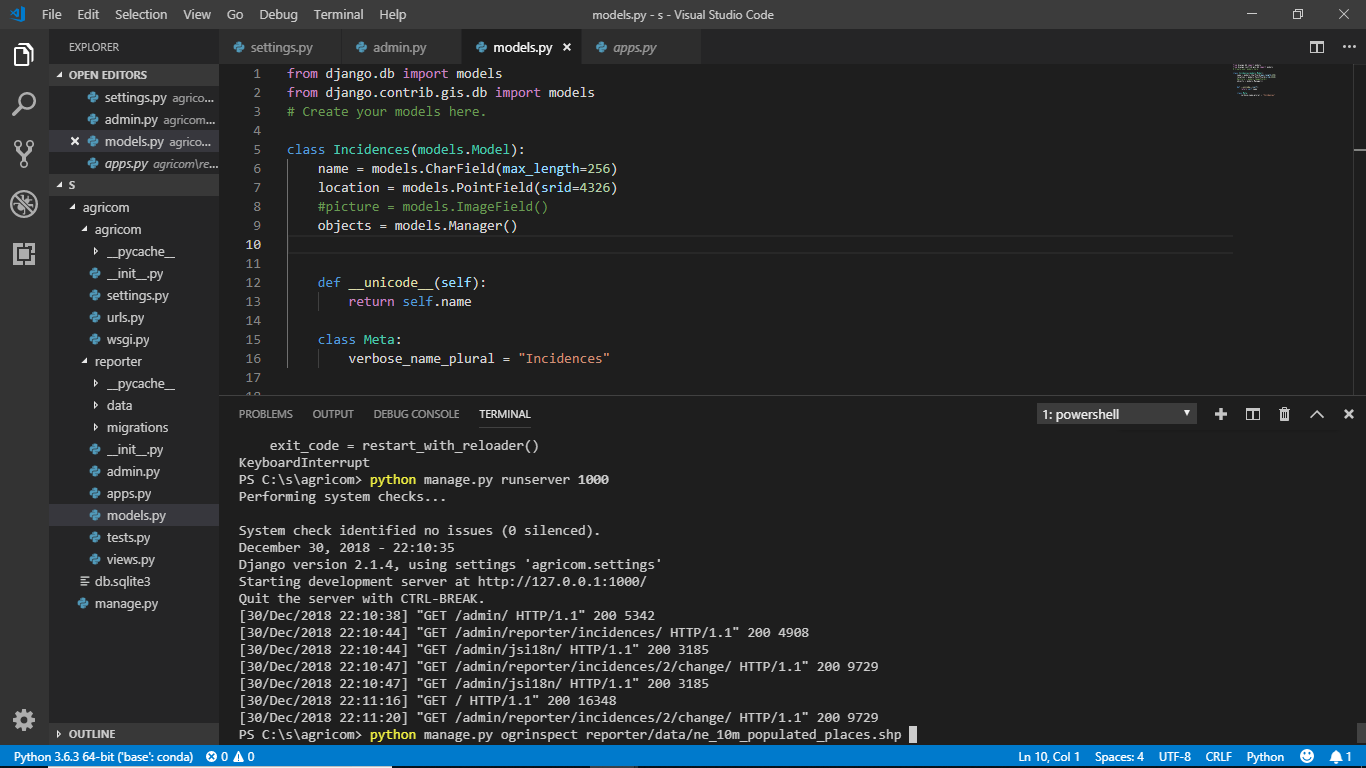 File Edit Selection View Go Debug Terminal Help
models.py - s - Visual Studio Code
EXPLORER
OPEN EDITORS
settings.py agrico...
admin.py agricom...
models.py agrico...
apps.py agricom\re...
S
agricom
agricom
__pycache__
__init__.py
settings.py
urls.py
wsgi.py
reporter
__pycache__
data
migrations
__init__.py
admin.py
apps.py
models.py
tests.py
views.py
db.sqlite3
manage.py
OUTLINE
settings.py admin.py models.py apps.py
1 from django.db import models
2 from django.contrib.gis.db import models
3 # Create your models here.
4
5 class Incidences(models.Model):
6 name = models.CharField(max_length=256)
7 location = models.PointField(srid=4326)
8 #picture = models.ImageField()
9 objects = models.Manager()
10
11
12 def __unicode__(self):
13 return self.name
14
15 class Meta:
16 verbose_name_plural = "Incidences"
17
18
PROBLEMS OUTPUT DEBUG CONSOLE TERMINAL
1: powershell
exit_code = restart_with_reloader()
KeyboardInterrupt
PS C:\s\agricom> python manage.py runserver 1000
Performing system checks...
System check identified no issues (0 silenced).
December 30, 2018 - 22:10:35
Django version 2.1.4, using settings 'agricom.settings'
Starting development server at http://127.0.0.1:1000/
Quit the server with CTRL-BREAK.
[30/Dec/2018 22:10:38] "GET /admin/ HTTP/1.1" 200 5342
[30/Dec/2018 22:10:44] "GET /admin/reporter/incidences/ HTTP/1.1" 200 4908
[30/Dec/2018 22:10:44] "GET /admin/jsi18n/ HTTP/1.1" 200 3185
[30/Dec/2018 22:10:47] "GET /admin/reporter/incidences/2/change/ HTTP/1.1" 200 9729
[30/Dec/2018 22:10:47] "GET /admin/jsi18n/ HTTP/1.1" 200 3185
[30/Dec/2018 22:11:16] "GET / HTTP/1.1" 200 16348
[30/Dec/2018 22:11:20] "GET /admin/reporter/incidences/2/change/ HTTP/1.1" 200 9729
PS C:\s\agricom> python manage.py ogrinspect reporter/data/ne_10m_populated_places.shp
Python 3.6.3 64-bit ('base': conda) 0 0
Ln 10, Col 1 Spaces: 4 UTF-8 CRLF Python 1